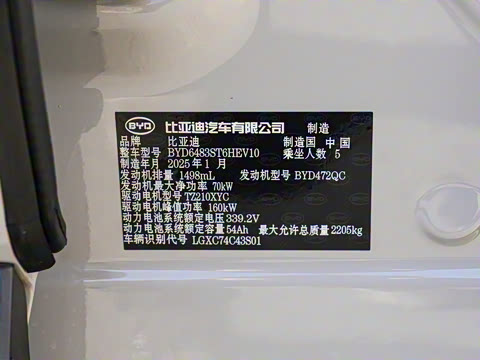 BYD 比亚迪汽车有限公司 制造
品牌 比亚迪 制造国 中国
整车型号 BYD6483ST6HEV10 乘坐人数 5
制造年月 2025年1月
发动机排量 1498mL 发动机型号 BYD472QC
发动机最大净功率 70kW
驱动电机型号 TZ210XYC
驱动电机峰值功率 160kW
动力电池系统额定电压 339.2V
动力电池系统额定容量 54Ah 最大允许总质量 2205kg
车辆识别代号 LGXC74C43S01